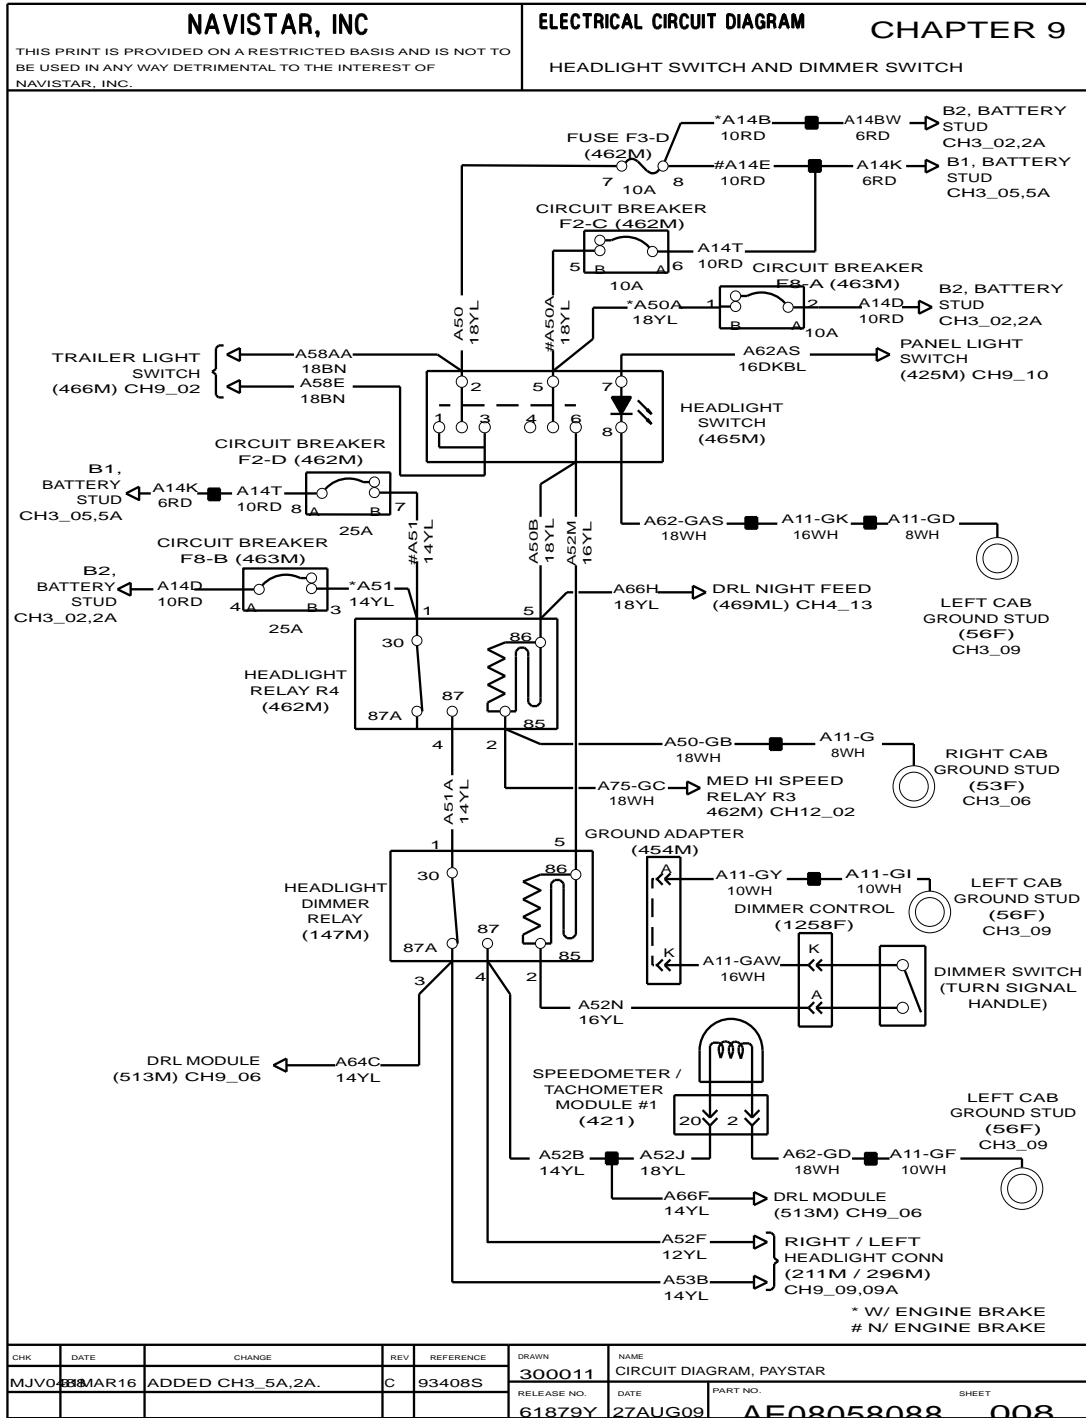 NAVISTAR, INC
THIS PRINT IS PROVIDED ON A RESTRICTED BASIS AND IS NOT TO
BE USED IN ANY WAY DETRIMENTAL TO THE INTEREST OF
NAVISTAR, INC.
ELECTRICAL CIRCUIT DIAGRAM
CHAPTER 9
HEADLIGHT SWITCH AND DIMMER SWITCH
*A14B
10RD
A14BW
6RD
B2, BATTERY
STUD
CH3_02,2A
FUSE F3-D
(462M)
7
8
10A
#A14E
10RD
A14K
6RD
B1, BATTERY
STUD
CH3_05,5A
CIRCUIT BREAKER
F2-C (462M)
5
B
A
6
10A
A14T
10RD
CIRCUIT BREAKER
F8-A (463M)
1
B
A
2
10A
*A50A
18YL
A14D
10RD
B2, BATTERY
STUD
CH3_02,2A
A50
18YL
#A50A
18YL
TRAILER LIGHT
SWITCH
(466M) CH9_02
A58AA
18BN
A58E
18BN
A62AS
16DKBL
PANEL LIGHT
SWITCH
(425M) CH9_10
2
5
7
1
3
4
6
8
HEADLIGHT
SWITCH
(465M)
CIRCUIT BREAKER
F2-D (462M)
B1,
BATTERY
STUD
CH3_05,5A
A14K
6RD
A14T
10RD
8
A
B
7
25A
#A51
14YL
A50B
18YL
A52M
16YL
A62-GAS
18WH
A11-GK
16WH
A11-GD
8WH
LEFT CAB
GROUND STUD
(56F)
CH3_09
CIRCUIT BREAKER
F8-B (463M)
B2,
BATTERY
STUD
CH3_02,2A
A14D
10RD
4
A
B
3
25A
*A51
14YL
A66H
18YL
DRL NIGHT FEED
(469ML) CH4_13
1
5
30
86
87
87A
85
4
2
HEADLIGHT
RELAY R4
(462M)
A50-GB
18WH
A11-G
8WH
RIGHT CAB
GROUND STUD
(53F)
CH3_06
A75-GC
18WH
MED HI SPEED
RELAY R3
462M) CH12_02
A51A
14YL
1
5
30
86
87
87A
85
3
4
2
HEADLIGHT
DIMMER
RELAY
(147M)
GROUND ADAPTER
(454M)
A
K
A11-GY
10WH
A11-GI
10WH
LEFT CAB
GROUND STUD
(56F)
CH3_09
DIMMER CONTROL
(1258F)
A11-GAW
16WH
K
A
DIMMER SWITCH
(TURN SIGNAL
HANDLE)
A52N
16YL
DRL MODULE
(513M) CH9_06
A64C
14YL
SPEEDOMETER /
TACHOMETER
MODULE #1
(421)
20
2
A52B
14YL
A52J
18YL
A62-GD
18WH
A11-GF
10WH
LEFT CAB
GROUND STUD
(56F)
CH3_09
A66F
14YL
DRL MODULE
(513M) CH9_06
A52F
12YL
A53B
14YL
RIGHT / LEFT
HEADLIGHT CONN
(211M / 296M)
CH9_09,09A
* W/ ENGINE BRAKE
# N/ ENGINE BRAKE
CHK
DATE
CHANGE
REV
REFERENCE
ADDED CH3_5A,2A.
C
93408S
DRAWN
300011
NAME
CIRCUIT DIAGRAM, PAYSTAR
RELEASE NO.
61879Y
DATE
27AUG09
PART NO.
AE08058088
SHEET
008